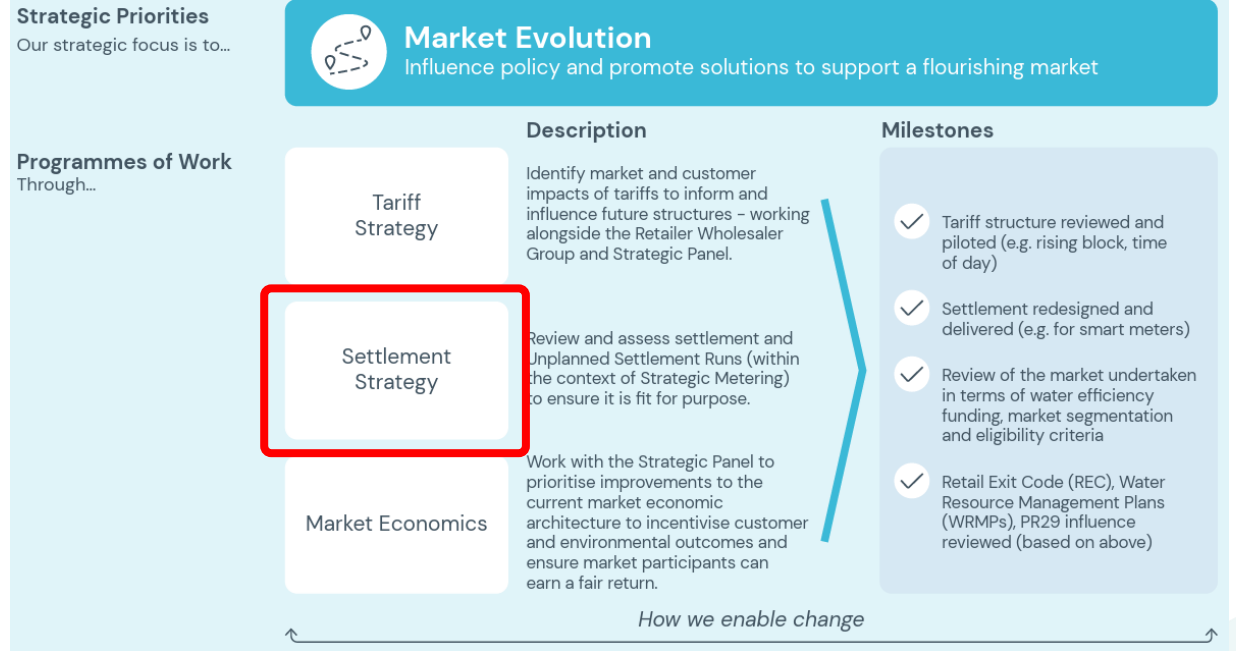 Strategic Priorities
Our strategic focus is to...
Market Evolution
Influence policy and promote solutions to support a flourishing market
Description
Milestones
Programmes of Work
Through...
Tariff
Strategy
Identify market and customer
impacts of tariffs to inform and
influence future structures - working
alongside the Retailer Wholesaler
Group and Strategic Panel.
Settlement
Strategy
Review and assess settlement and
Unplanned Settlement Runs (within
the context of Strategic Metering)
to ensure it is fit for purpose.
Market Economics
Work with the Strategic Panel to
prioritise improvements to the
current market economic
architecture to incentivise customer
and environmental outcomes and
ensure market participants can
earn a fair return.
Tariff structure reviewed and
piloted (e.g. rising block, time
of day)
Settlement redesigned and
delivered (e.g. for smart meters)
Review of the market undertaken
in terms of water efficiency
funding, market segmentation
and eligibility criteria
Retail Exit Code (REC), Water
Resource Management Plans
(WRMPs), PR29 influence
reviewed (based on above)
How we enable change